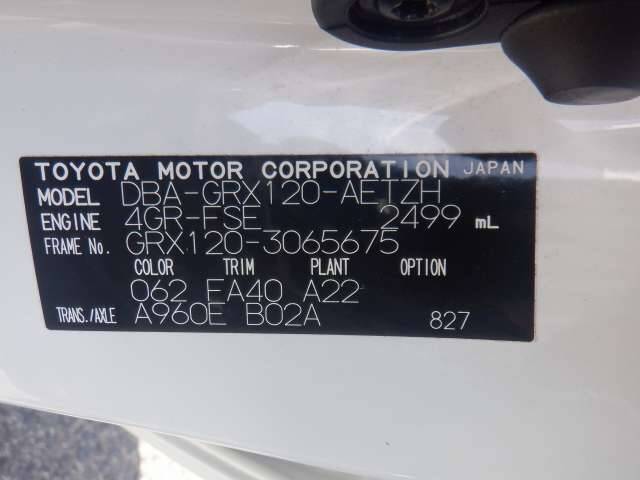 TOYOTA MOTOR CORPORATION JAPAN
MODEL DBA-GRX120-AETZH
ENGINE 4GR-FSE 2499 mL
FRAME No. GRX120-3065675
COLOR TRIM PLANT OPTION
062 FA40 A22
TRANS./AXLE A960E B02A 827